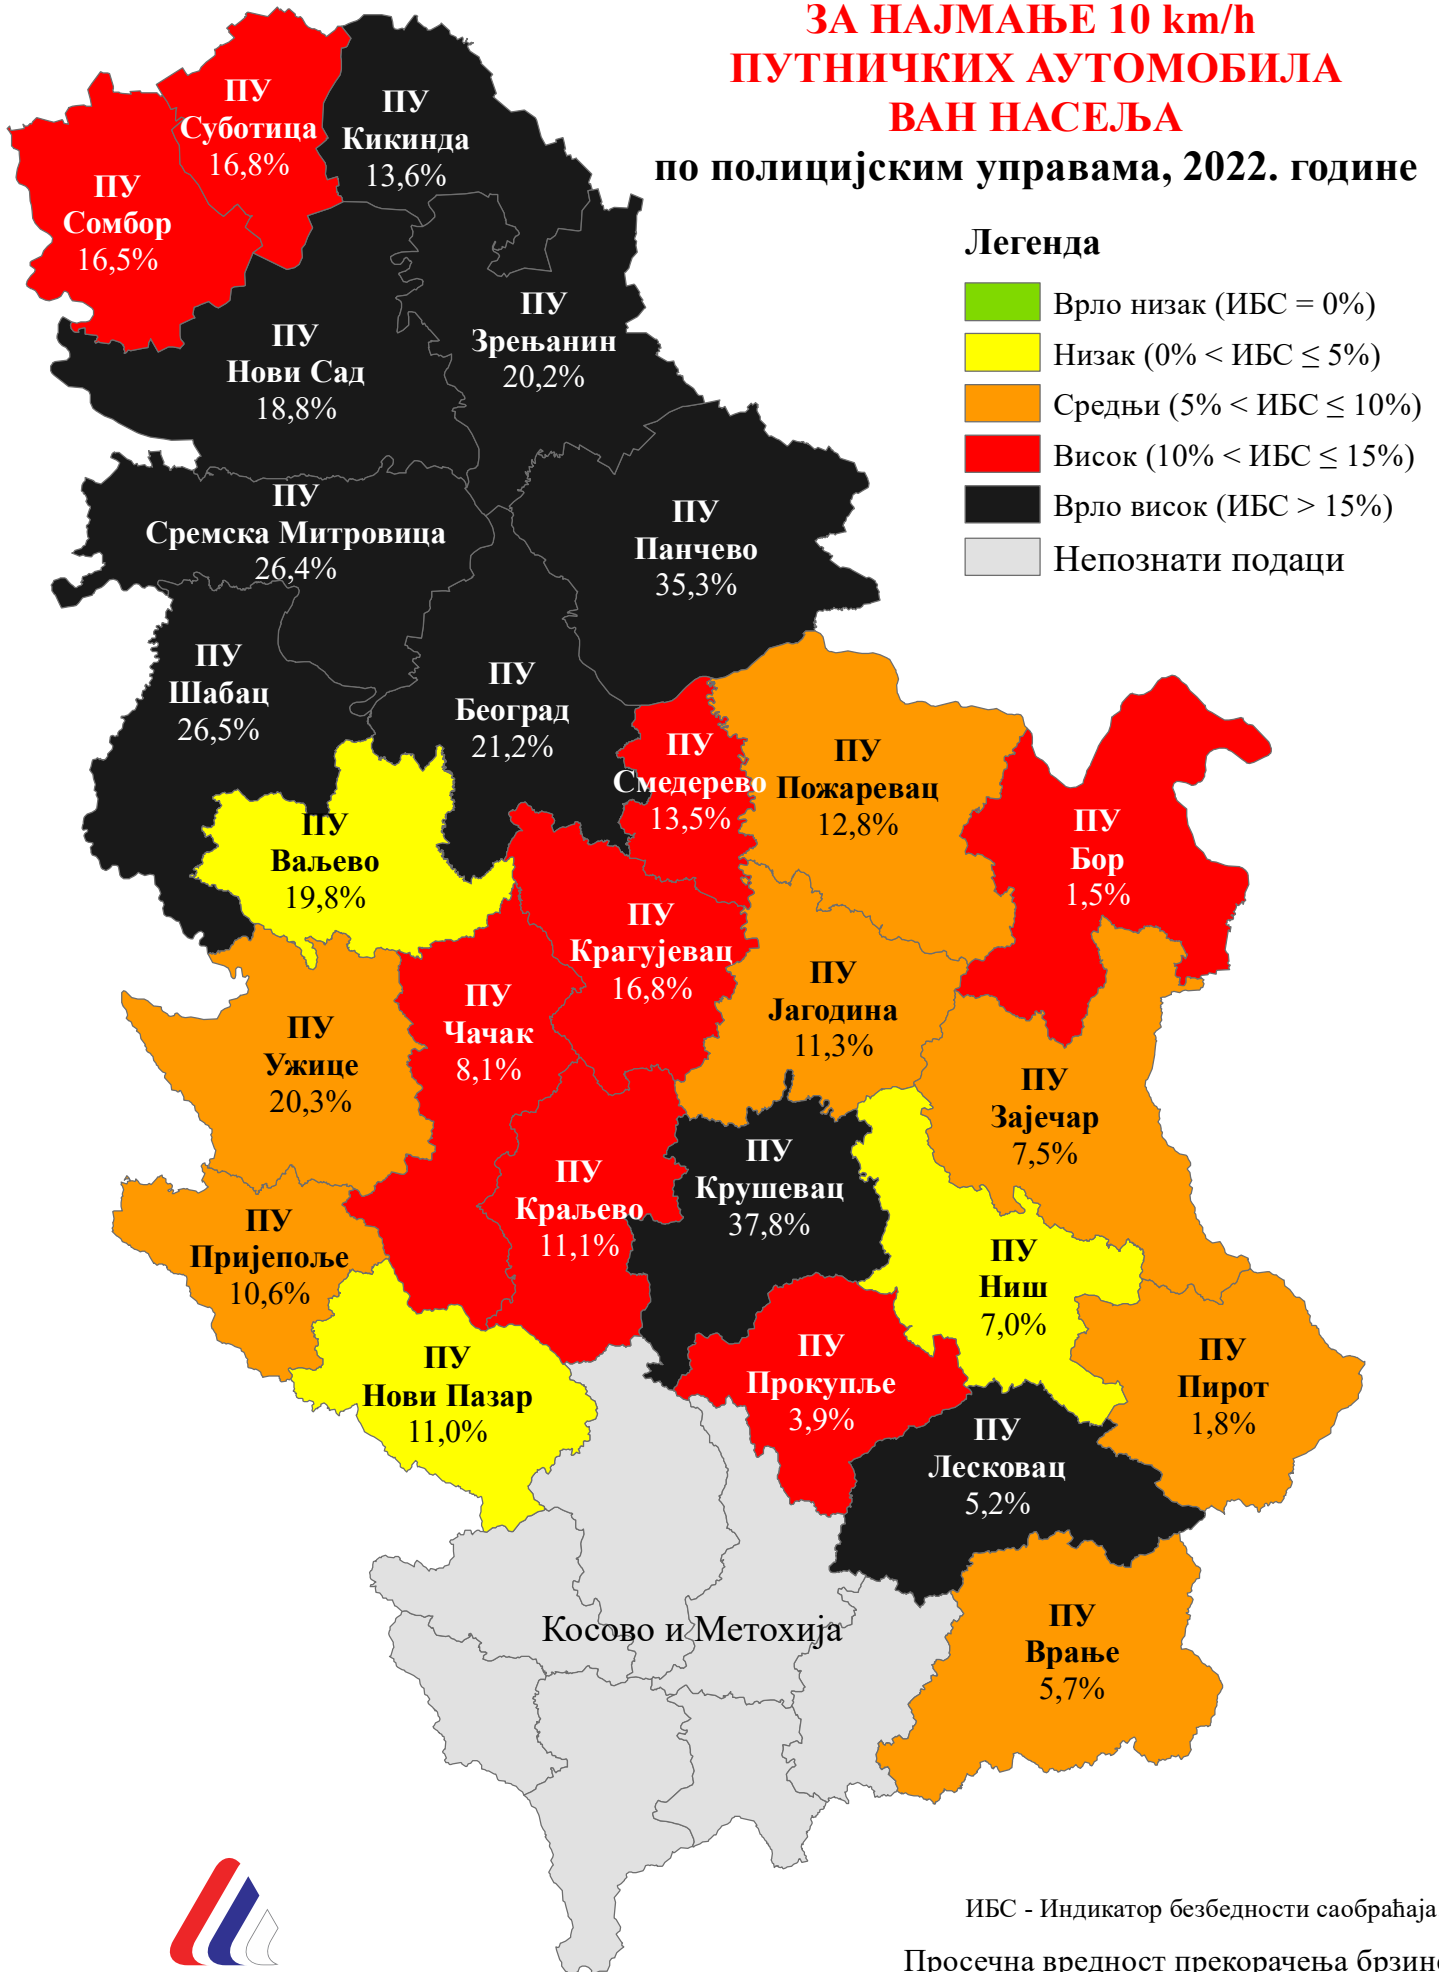 ЗА НАЈМАЊЕ 10 km/h
ПУТНИЧКИХ АУТОМОБИЛА
ВАН НАСЕЉА
по полицијским управама, 2022. године
Легенда
Врло низак (ИБС = 0%)
Низак (0% < ИБС ≤ 5%)
Средњи (5% < ИБС ≤ 10%)
Висок (10% < ИБС ≤ 15%)
Врло висок (ИБС > 15%)
Непознати подаци
ПУ
Суботица
16,8%
ПУ
Кикинда
13,6%
ПУ
Сомбор
16,5%
ПУ
Зрењанин
20,2%
ПУ
Нови Сад
18,8%
ПУ
Сремска Митровица
26,4%
ПУ
Панчево
35,3%
ПУ
Шабац
26,5%
ПУ
Београд
21,2%
ПУ
Смедерево
13,5%
ПУ
Пожаревац
12,8%
ПУ
Бор
1,5%
ПУ
Ваљево
19,8%
ПУ
Крагујевац
16,8%
ПУ
Јагодина
11,3%
ПУ
Чачак
8,1%
ПУ
Ужице
20,3%
ПУ
Зајечар
7,5%
ПУ
Крушевац
37,8%
ПУ
Краљево
11,1%
ПУ
Пријепоље
10,6%
ПУ
Ниш
7,0%
ПУ
Прокупље
3,9%
ПУ
Пирот
1,8%
ПУ
Нови Пазар
11,0%
ПУ
Лесковац
5,2%
Косово и Метохија
ПУ
Врање
5,7%
ИБС - Индикатор безбедности саобраћаја
Просечна вредност прекорачења брзине